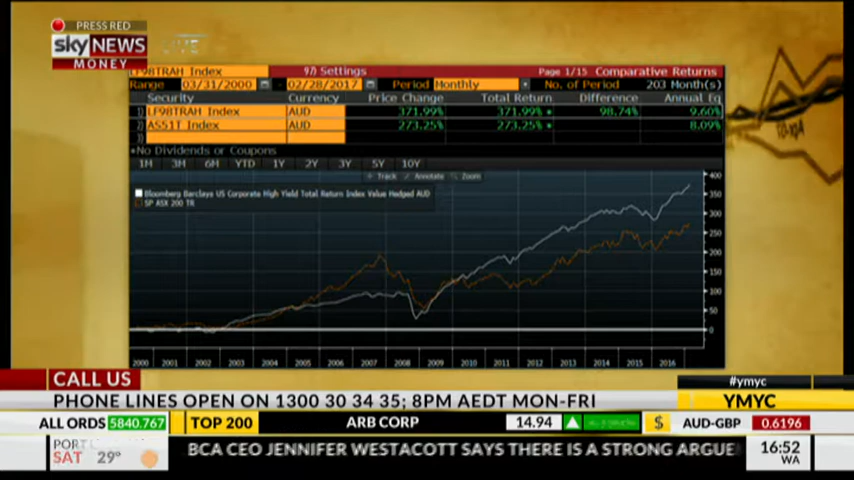 PRESS RED
sky NEWS
MONEY
LIVE
LF98TRAH Index 97) Settings Page 1/15 Comparative Returns
Range 03/31/2000 - 02/28/2017 Period Monthly No. of Period 203 Month(s)
Security Currency Price Change Total Return Difference Annual Eq
1) LF98TRAH Index AUD 371.99% 371.99% * 98.74% 9.60%
2) AS51T Index AUD 273.25% 273.25% * 8.09%
3)
*No Dividends or Coupons
1M 3M 6M YTD 1Y 2Y 3Y 5Y 10Y
Track Annotate Zoom
Bloomberg Barclays US Corporate High Yield Total Return Index Value Hedged AUD
SP ASX 200 TR
400
350
300
250
200
150
100
50
0
2000 2001 2002 2003 2004 2005 2006 2007 2008 2009 2010 2011 2012 2013 2014 2015 2016
CALL US
#ymyc
PHONE LINES OPEN ON 1300 30 34 35; 8PM AEDT MON-FRI
YMYC
ALL ORDS 5840.767 TOP 200 ARB CORP 14.94 $ AUD-GBP 0.6196
SAT 29°
BCA CEO JENNIFER WESTACOTT SAYS THERE IS A STRONG ARGUE
16:52
WA